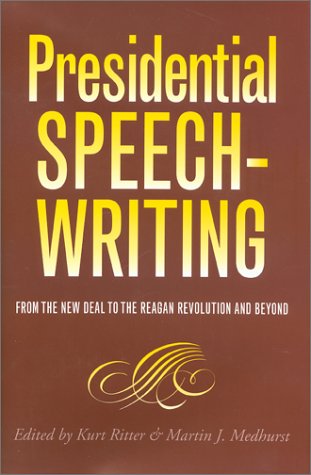 Presidential
SPEECH-
WRITING
FROM THE NEW DEAL TO THE REAGAN REVOLUTION AND BEYOND
Edited by Kurt Ritter & Martin J. Medhurst